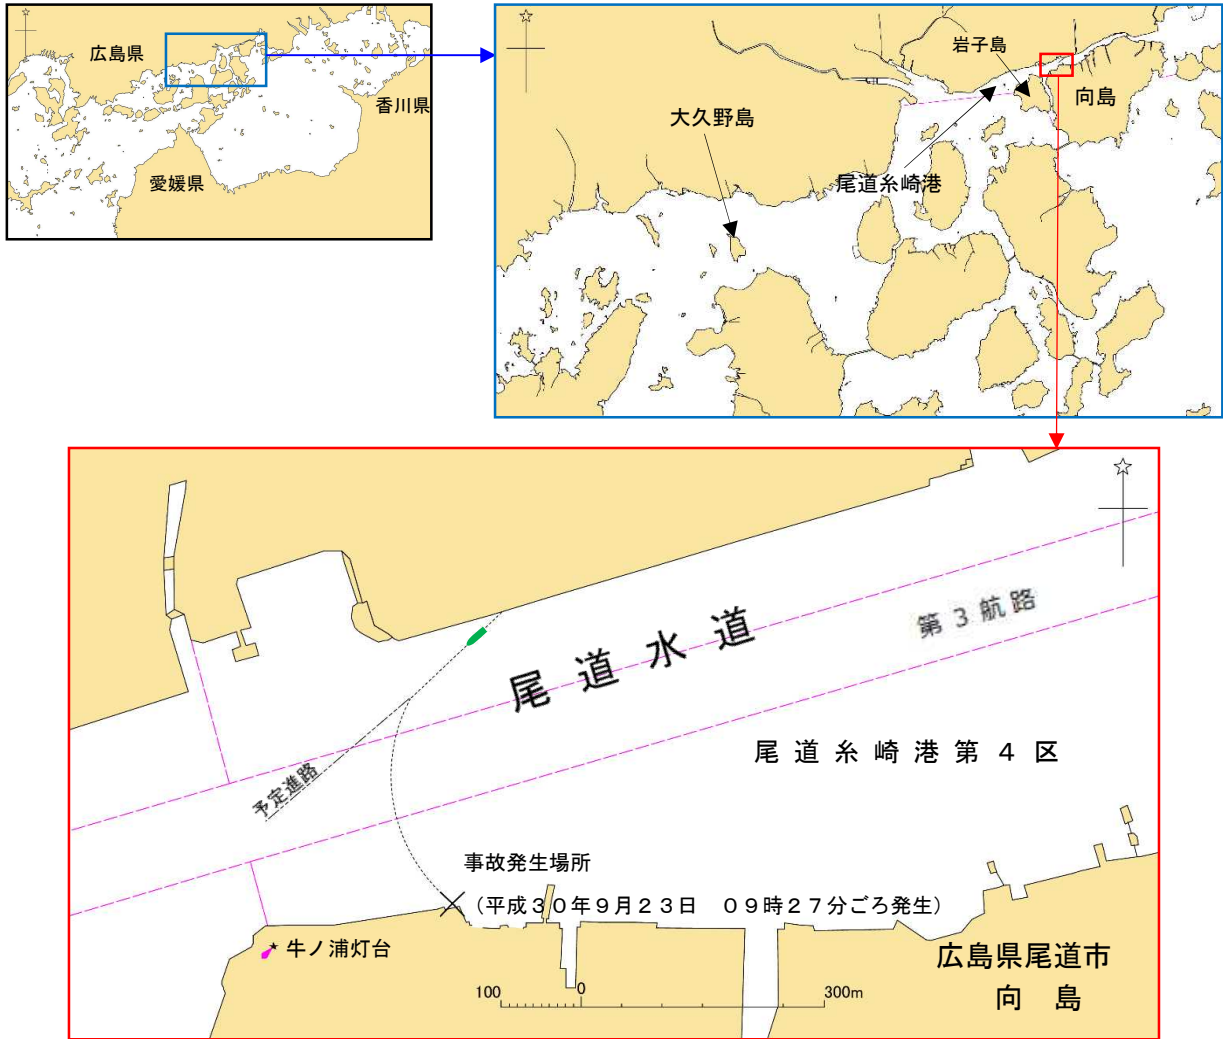 広島県
香川県
愛媛県
岩子島
向島
大久野島
尾道糸崎港
尾道水道
第3航路
尾道糸崎港第4区
予定進路
事故発生場所
(平成30年9月23日 09時27分ごろ発生)
牛ノ浦灯台
広島県尾道市
向島
100 0 300m